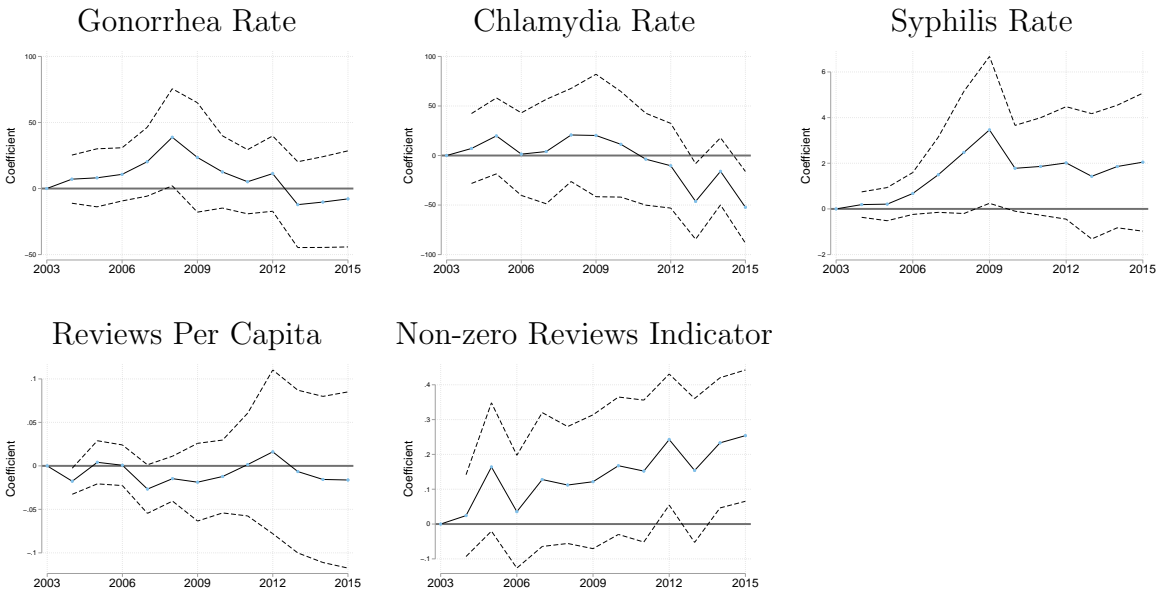 Gonorrhea Rate
Chlamydia Rate
Syphilis Rate
Coefficient
100
50
0
−50
2003 2006 2009 2012 2015
Coefficient
100
50
0
−50
−100
2003 2006 2009 2012 2015
Coefficient
6
4
2
0
−2
2003 2006 2009 2012 2015
Reviews Per Capita
Non-zero Reviews Indicator
Coefficient
.1
.05
0
−.05
−.1
2003 2006 2009 2012 2015
Coefficient
.4
.3
.2
.1
0
−.1
2003 2006 2009 2012 2015